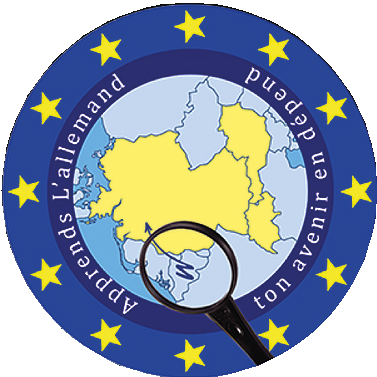 Apprends L'allemand
ton avenir en dépend
N